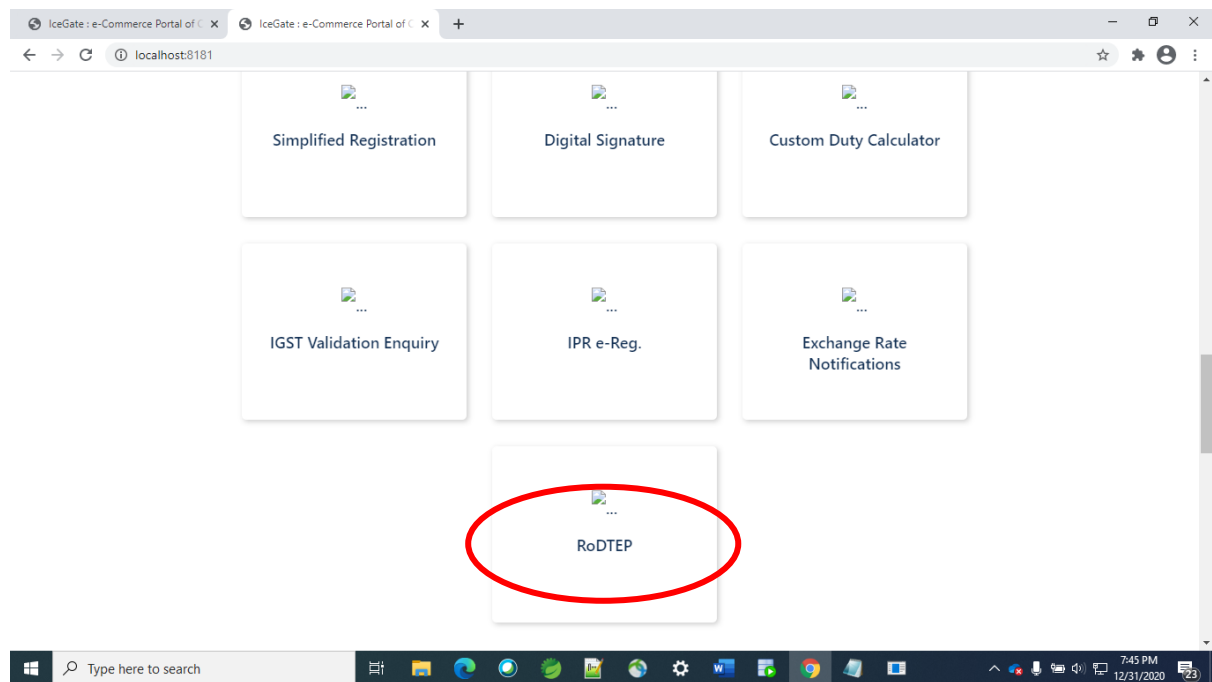 IceGate : e-Commerce Portal of C
IceGate : e-Commerce Portal of C
localhost:8181
...
...
...
Simplified Registration
Digital Signature
Custom Duty Calculator
...
...
...
IGST Validation Enquiry
IPR e-Reg.
Exchange Rate
Notifications
...
RoDTEP
Type here to search
7:45 PM
12/31/2020
23